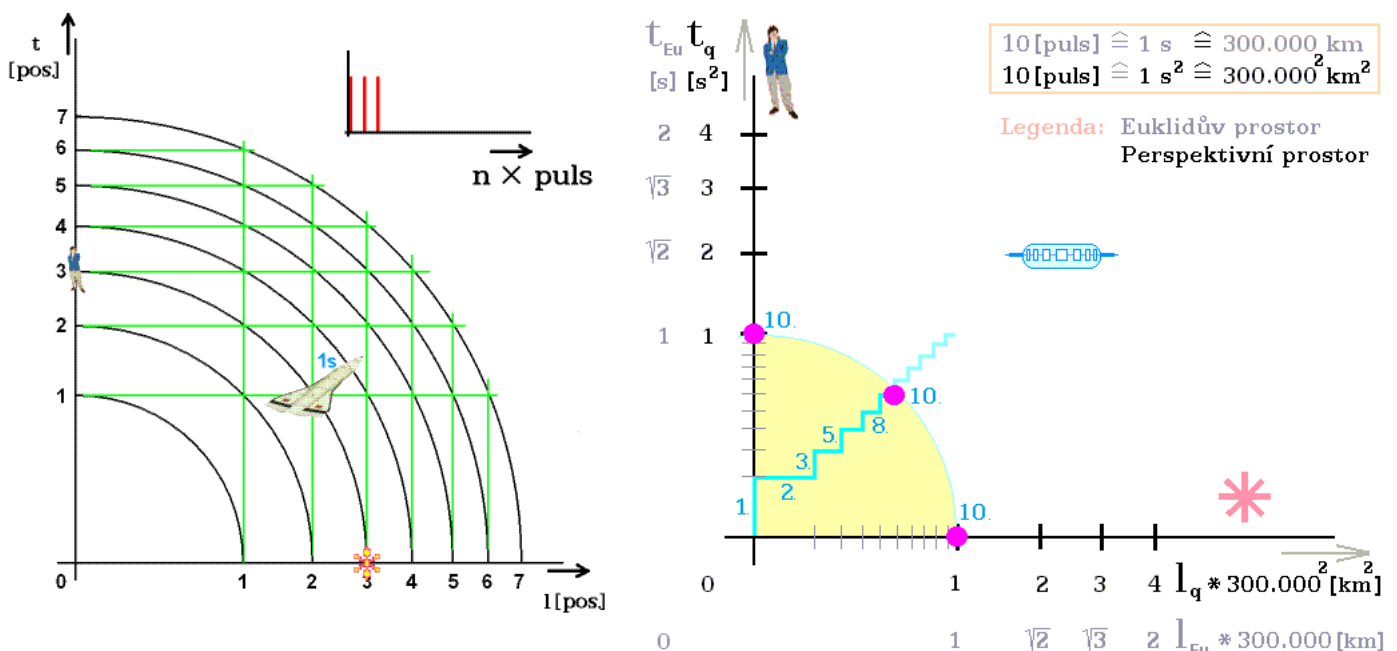 t
[pos.]
7
6
5
4
3
2
1
0
1 2 3 4 5 6 7
l [pos.]
1s
n × puls
t_Eu t_q
[s] [s²]
2 4
√3 3
√2 2
1 1
10.
10.
10.
1.
2.
3.
5.
8.
0 1 2 3 4 l_q * 300.000² [km²]
0 1 √2 √3 2 l_Eu * 300.000 [km]
10 [puls] ≙ 1 s ≙ 300.000 km
10 [puls] ≙ 1 s² ≙ 300.000² km²
Legenda: Euklidův prostor
Perspektivní prostor